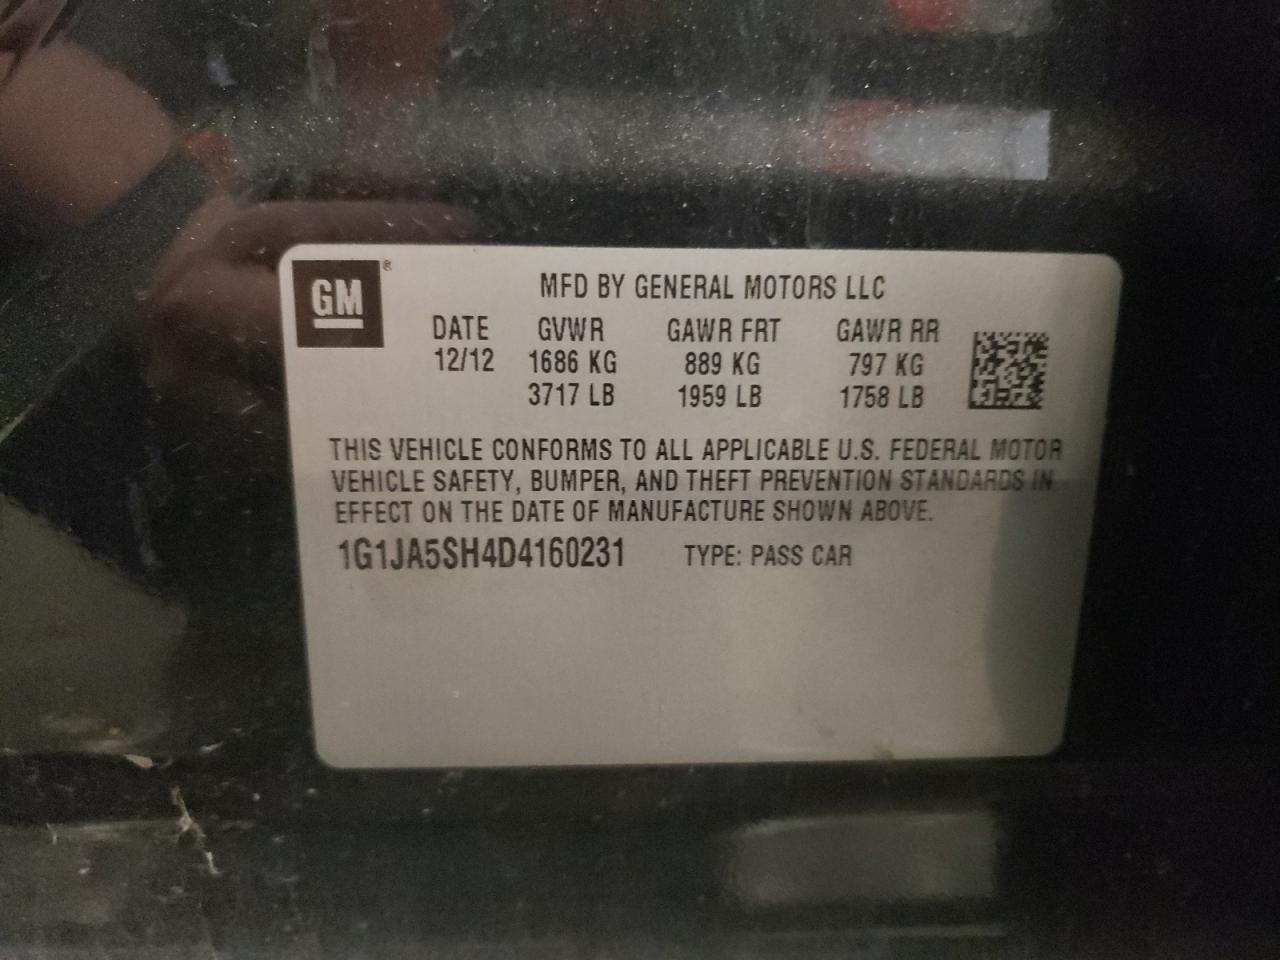 GM ®
MFD BY GENERAL MOTORS LLC
DATE GVWR GAWR FRT GAWR RR
12/12 1686 KG 889 KG 797 KG
3717 LB 1959 LB 1758 LB
THIS VEHICLE CONFORMS TO ALL APPLICABLE U.S. FEDERAL MOTOR
VEHICLE SAFETY, BUMPER, AND THEFT PREVENTION STANDARDS IN
EFFECT ON THE DATE OF MANUFACTURE SHOWN ABOVE.
1G1JA5SH4D4160231 TYPE: PASS CAR